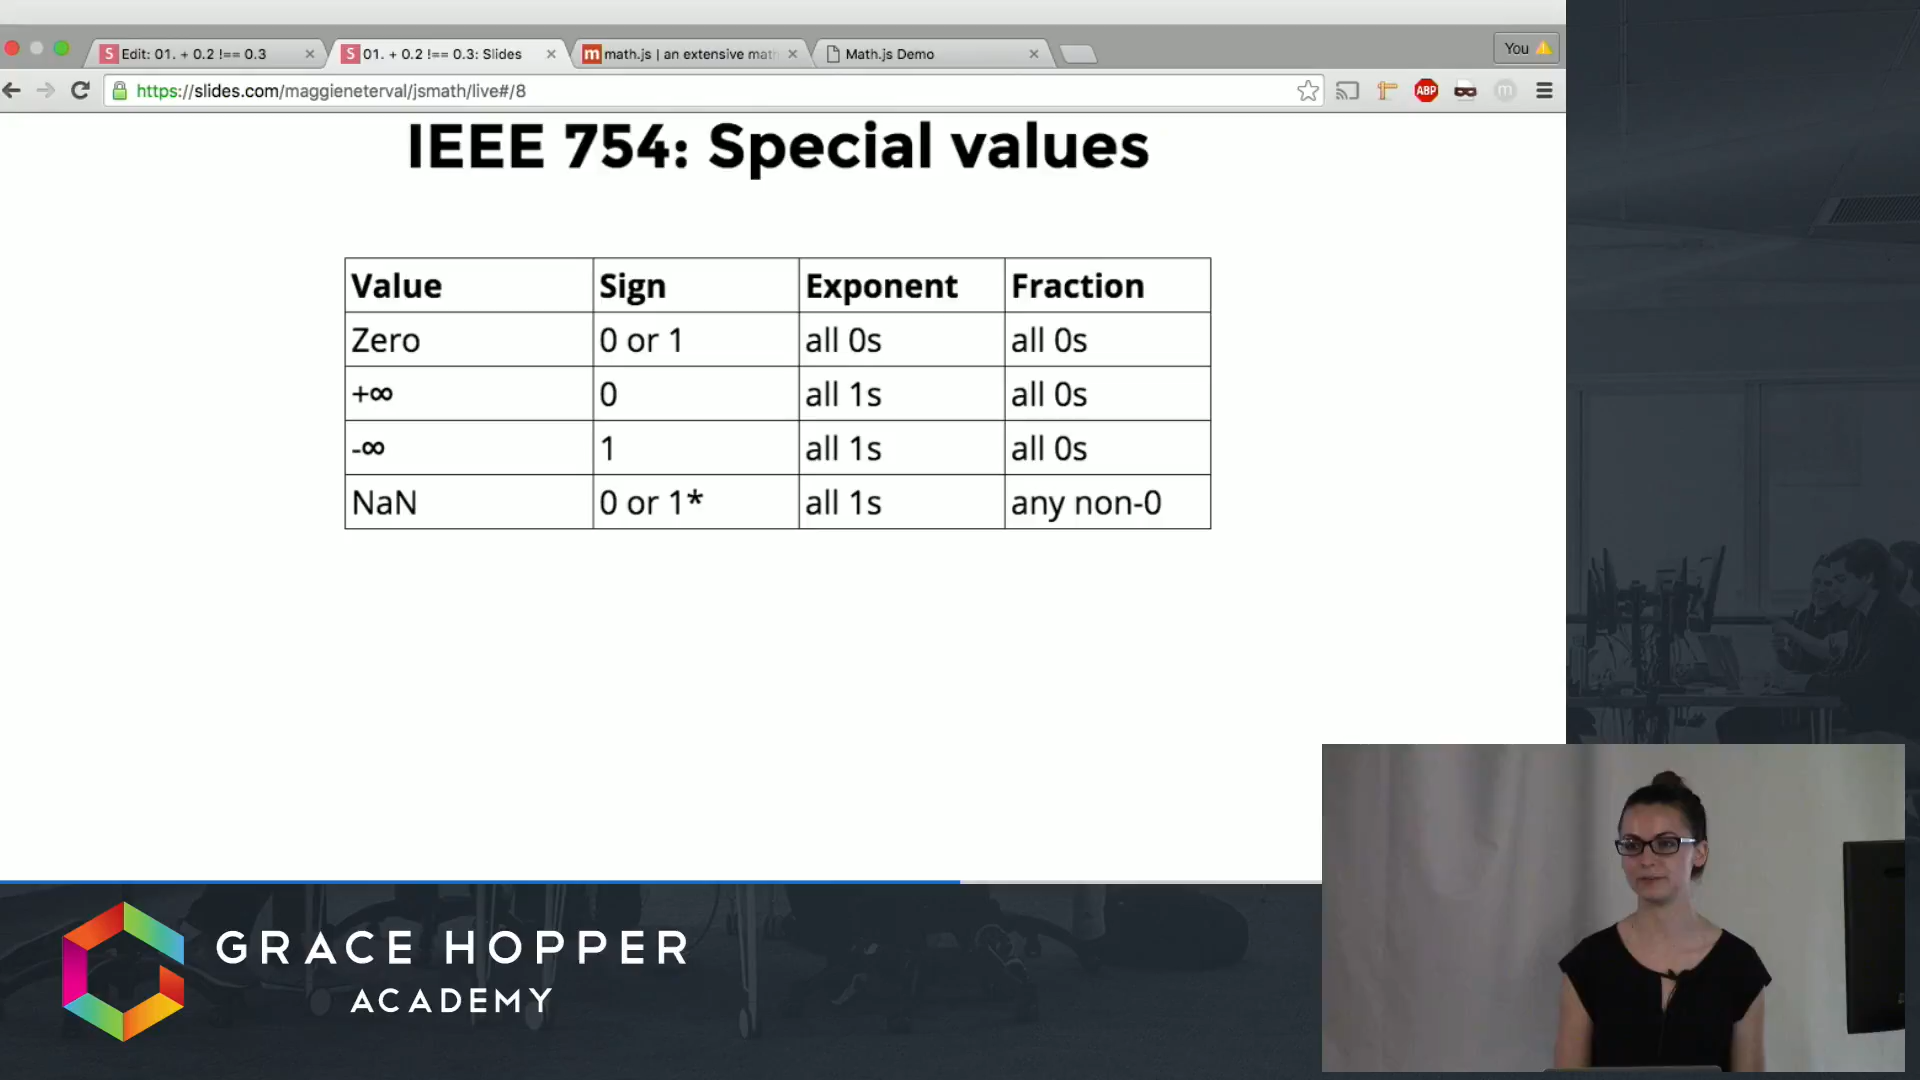 Edit: 01. + 0.2 !== 0.3
01. + 0.2 !== 0.3: Slides
math.js | an extensive mat
Math.js Demo
You
https://slides.com/maggieneterval/jsmath/live#/8
ABP
m
IEEE 754: Special values
Value Sign Exponent Fraction
Zero 0 or 1 all 0s all 0s
+∞ 0 all 1s all 0s
-∞ 1 all 1s all 0s
NaN 0 or 1* all 1s any non-0
GRACE HOPPER
ACADEMY